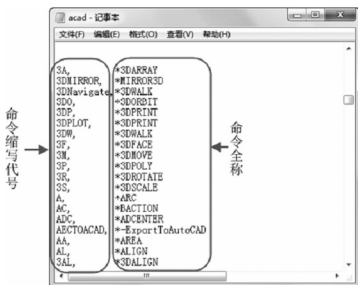 acad - 记事本
文件(F) 编辑(E) 格式(O) 查看(V) 帮助(H)
3A, *3DARRAY
3DMIRROR, *MIRROR3D
3DNavigate, *3DWALK
3DO, *3DORBIT
3DP, *3DPRINT
3DPLOT, *3DPRINT
3DW, *3DWALK
3F, *3DFACE
3M, *3DMOVE
3P, *3DPOLY
3R, *3DROTATE
3S, *3DSCALE
A, *ARC
AC, *BACTION
ADC, *ADCENTER
AECTOACAD, *-ExportToAutoCAD
AA, *AREA
AL, *ALIGN
3AL, *3DALIGN
命令缩写代号
命令全称